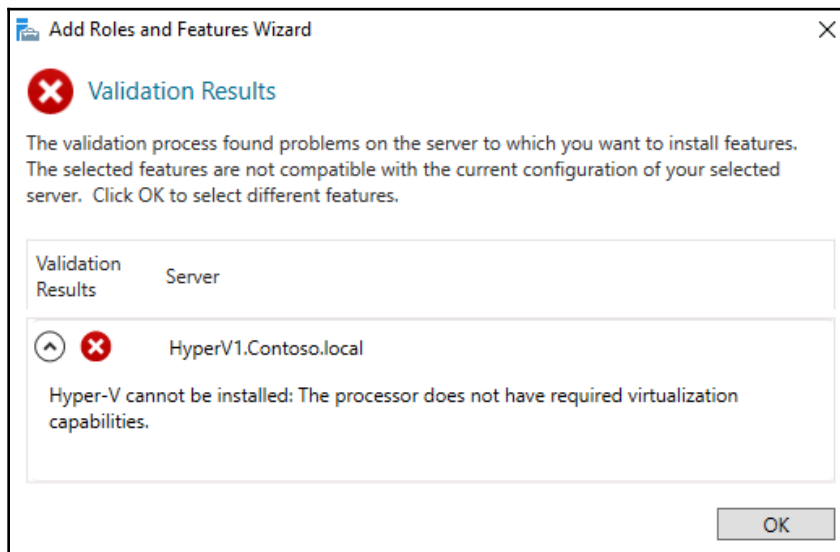 Add Roles and Features Wizard
Validation Results
The validation process found problems on the server to which you want to install features.
The selected features are not compatible with the current configuration of your selected
server.  Click OK to select different features.
Validation
Results
Server
HyperV1.Contoso.local
Hyper-V cannot be installed: The processor does not have required virtualization
capabilities.
OK